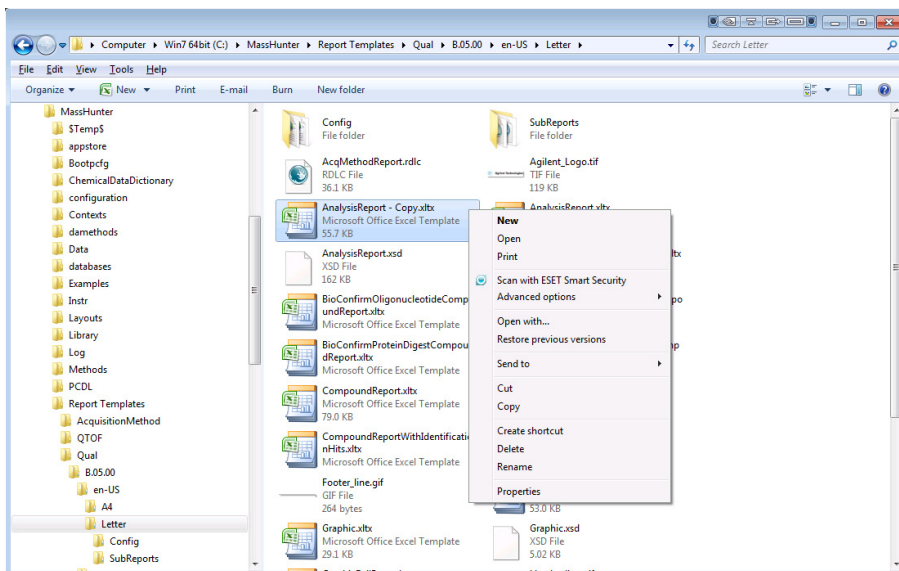 Computer ▸ Win7 64bit (C:) ▸ MassHunter ▸ Report Templates ▸ Qual ▸ B.05.00 ▸ en-US ▸ Letter ▸
Search Letter
File Edit View Tools Help
Organize New Print E-mail Burn New folder
MassHunter
$Temp$
appstore
Bootpcfg
ChemicalDataDictionary
configuration
Contexts
damethods
Data
databases
Examples
Instr
Layouts
Library
Log
Methods
PCDL
Report Templates
AcquisitionMethod
QTOF
Qual
B.05.00
en-US
A4
Letter
Config
SubReports
Config
File folder
SubReports
File folder
AcqMethodReport.rdlc
RDLC File
36.1 KB
Agilent_Logo.tif
TIF File
119 KB
AnalysisReport - Copy.xltx
Microsoft Office Excel Template
55.7 KB
AnalysisReport.xltx
AnalysisReport.xsd
XSD File
162 KB
ltx
BioConfirmOligonucleotideComp
oundReport.xltx
Microsoft Office Excel Template
po
BioConfirmProteinDigestCompou
ndReport.xltx
Microsoft Office Excel Template
CompoundReport.xltx
Microsoft Office Excel Template
79.0 KB
CompoundReportWithIdentificatio
nHits.xltx
Microsoft Office Excel Template
Footer_line.gif
GIF File
264 bytes
53.0 KB
Graphic.xltx
Microsoft Office Excel Template
29.1 KB
Graphic.xsd
XSD File
5.02 KB
New
Open
Print
Scan with ESET Smart Security
Advanced options
Open with...
Restore previous versions
Send to
Cut
Copy
Create shortcut
Delete
Rename
Properties